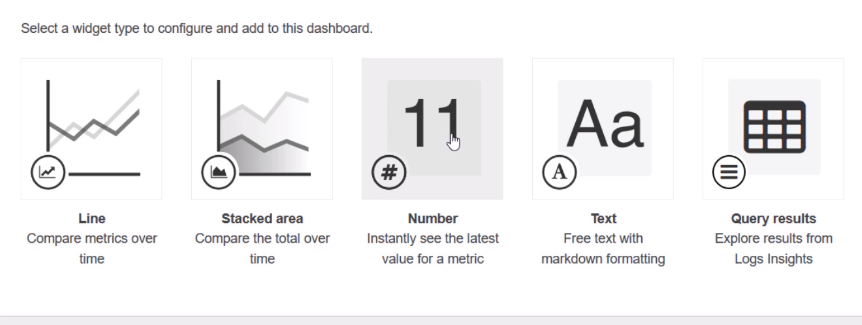 Select a widget type to configure and add to this dashboard.
11
Aa
#
A
Line
Compare metrics over
time
Stacked area
Compare the total over
time
Number
Instantly see the latest
value for a metric
Text
Free text with
markdown formatting
Query results
Explore results from
Logs Insights